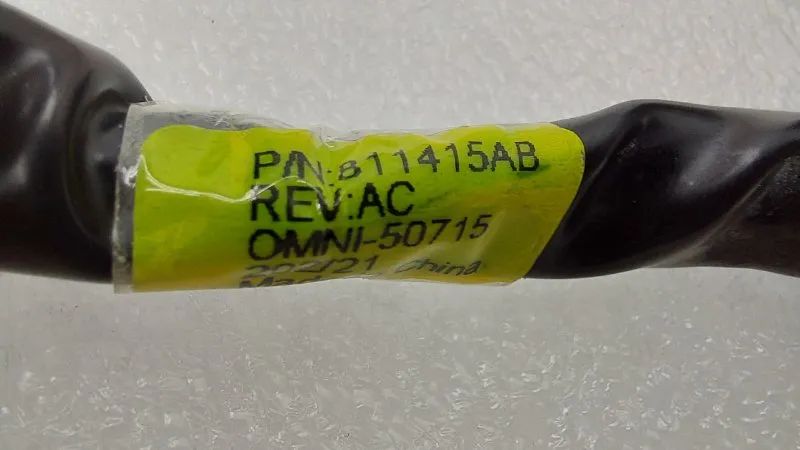 P/N:811415AB
REV:AC
OMNI-50715
China